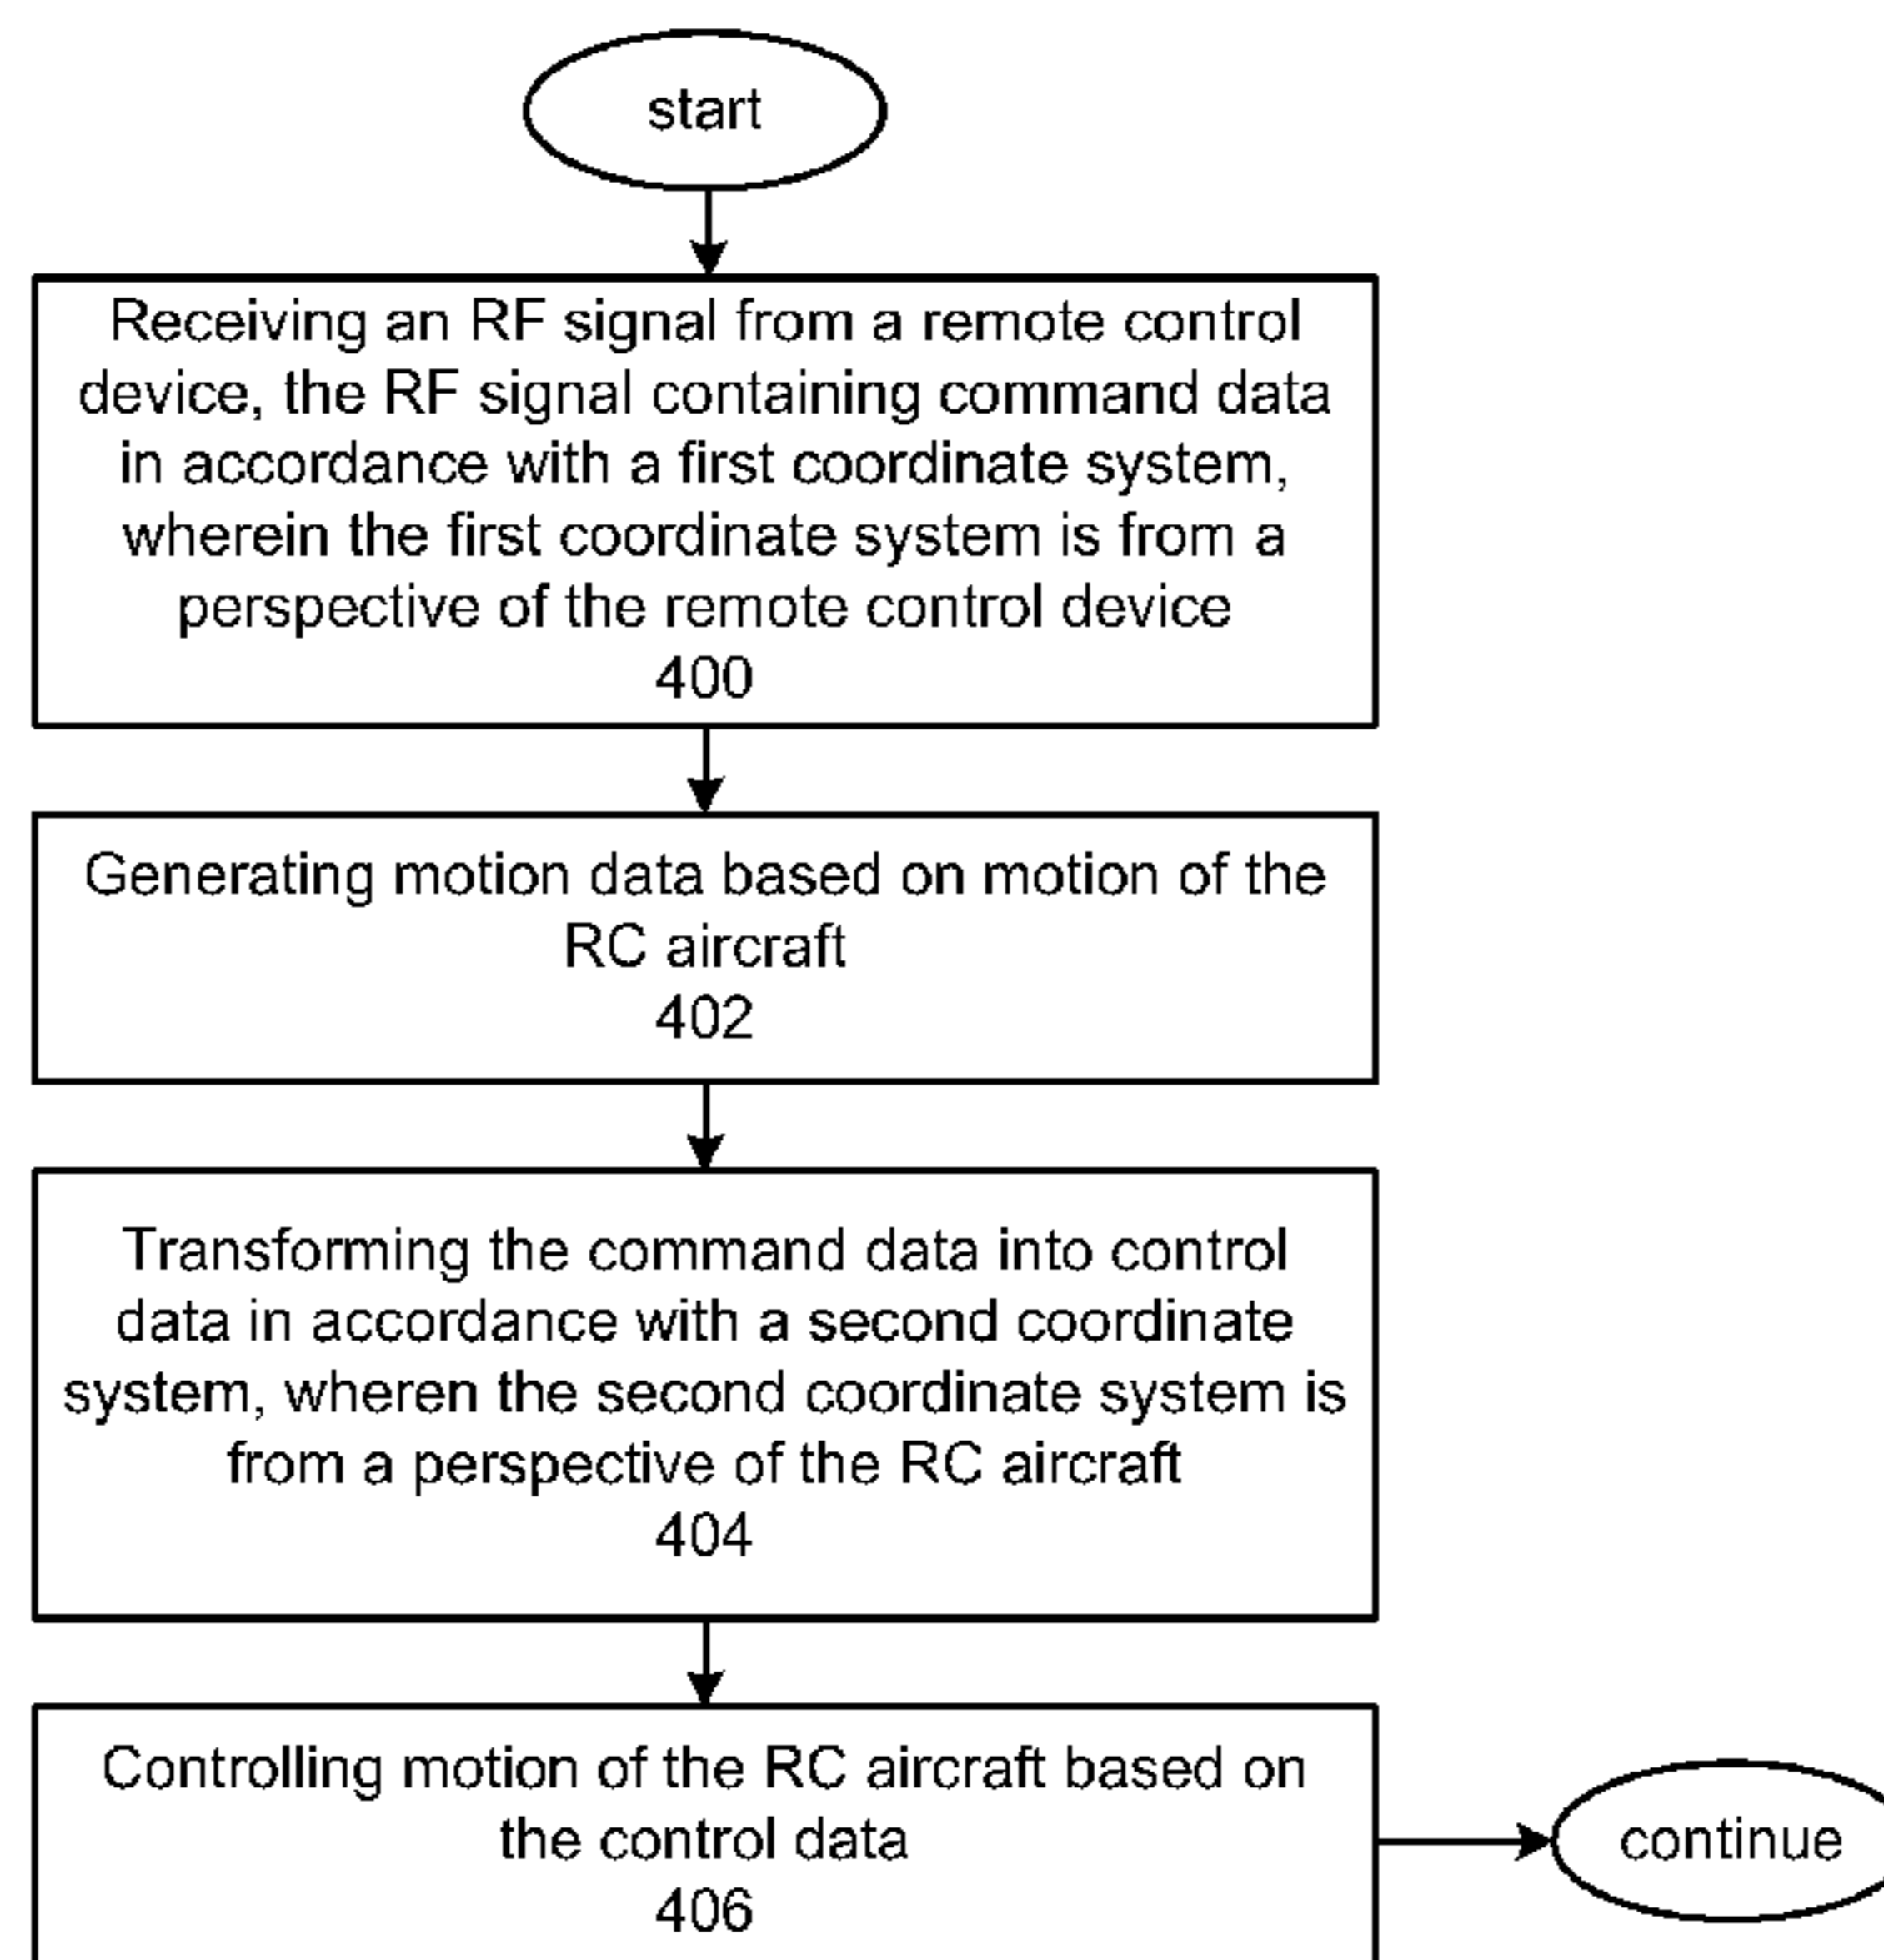 start
Receiving an RF signal from a remote control
device, the RF signal containing command data
in accordance with a first coordinate system,
wherein the first coordinate system is from a
perspective of the remote control device
400
Generating motion data based on motion of the
RC aircraft
402
Transforming the command data into control
data in accordance with a second coordinate
system, wheren the second coordinate system is
from a perspective of the RC aircraft
404
Controlling motion of the RC aircraft based on
the control data
406
continue